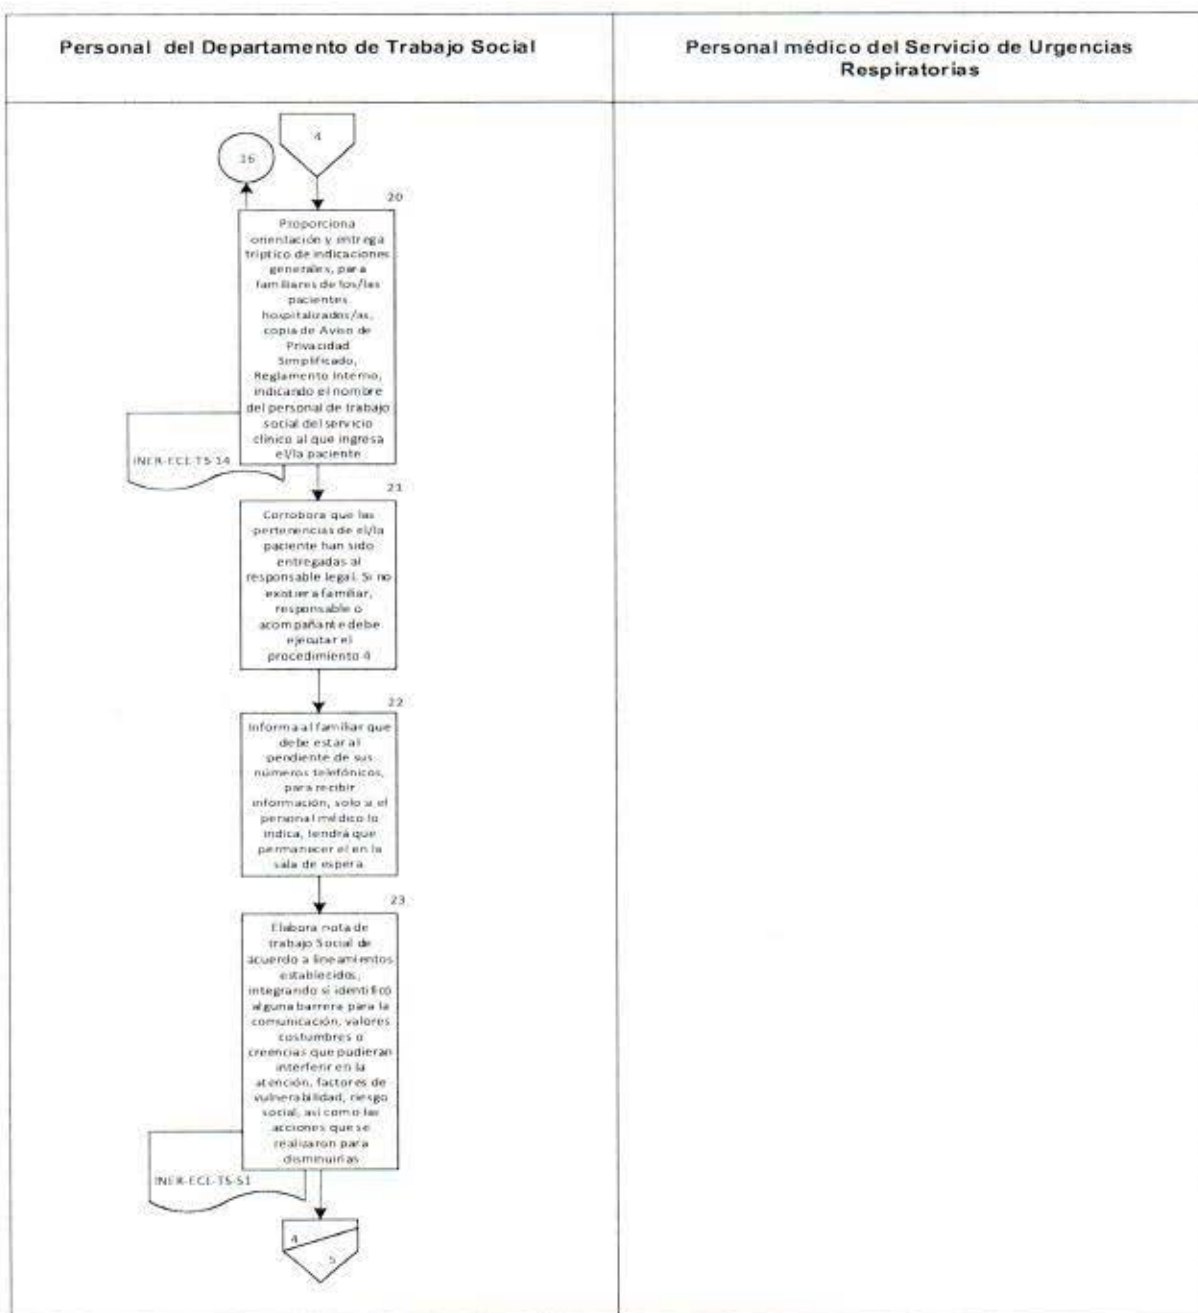 Personal del Departamento de Trabajo Social
Personal médico del Servicio de Urgencias
Respiratorias
4
16
20
Proporciona
orientación y entrega
tríptico de indicaciones
generales, para
familiares de los/las
pacientes
hospitalizados/as,
copia de Aviso de
Privacidad
Simplificado,
Reglamento Interno,
indicando el nombre
del personal de trabajo
social del servicio
clínico al que ingresa
el/la paciente
INER-ECI-TS-14
21
Corrobora que las
pertenencias de el/la
paciente han sido
entregadas al
responsable legal. Si no
existiera familiar,
responsable o
acompañante debe
ejecutar el
procedimiento 4
22
Informa al familiar que
debe estar al
pendiente de sus
números telefónicos,
para recibir
información, solo si el
personal médico lo
indica, tendrá que
permanecer el en la
sala de espera
23
Elabora nota de
trabajo Social de
acuerdo a lineamientos
establecidos,
integrando si identificó
alguna barrera para la
comunicación, valores
costumbres o
creencias que pudieran
interferir en la
atención, factores de
vulnerabilidad, riesgo
social, así como las
acciones que se
realizaron para
disminuirlas
INER-ECI-TS-51
4
5